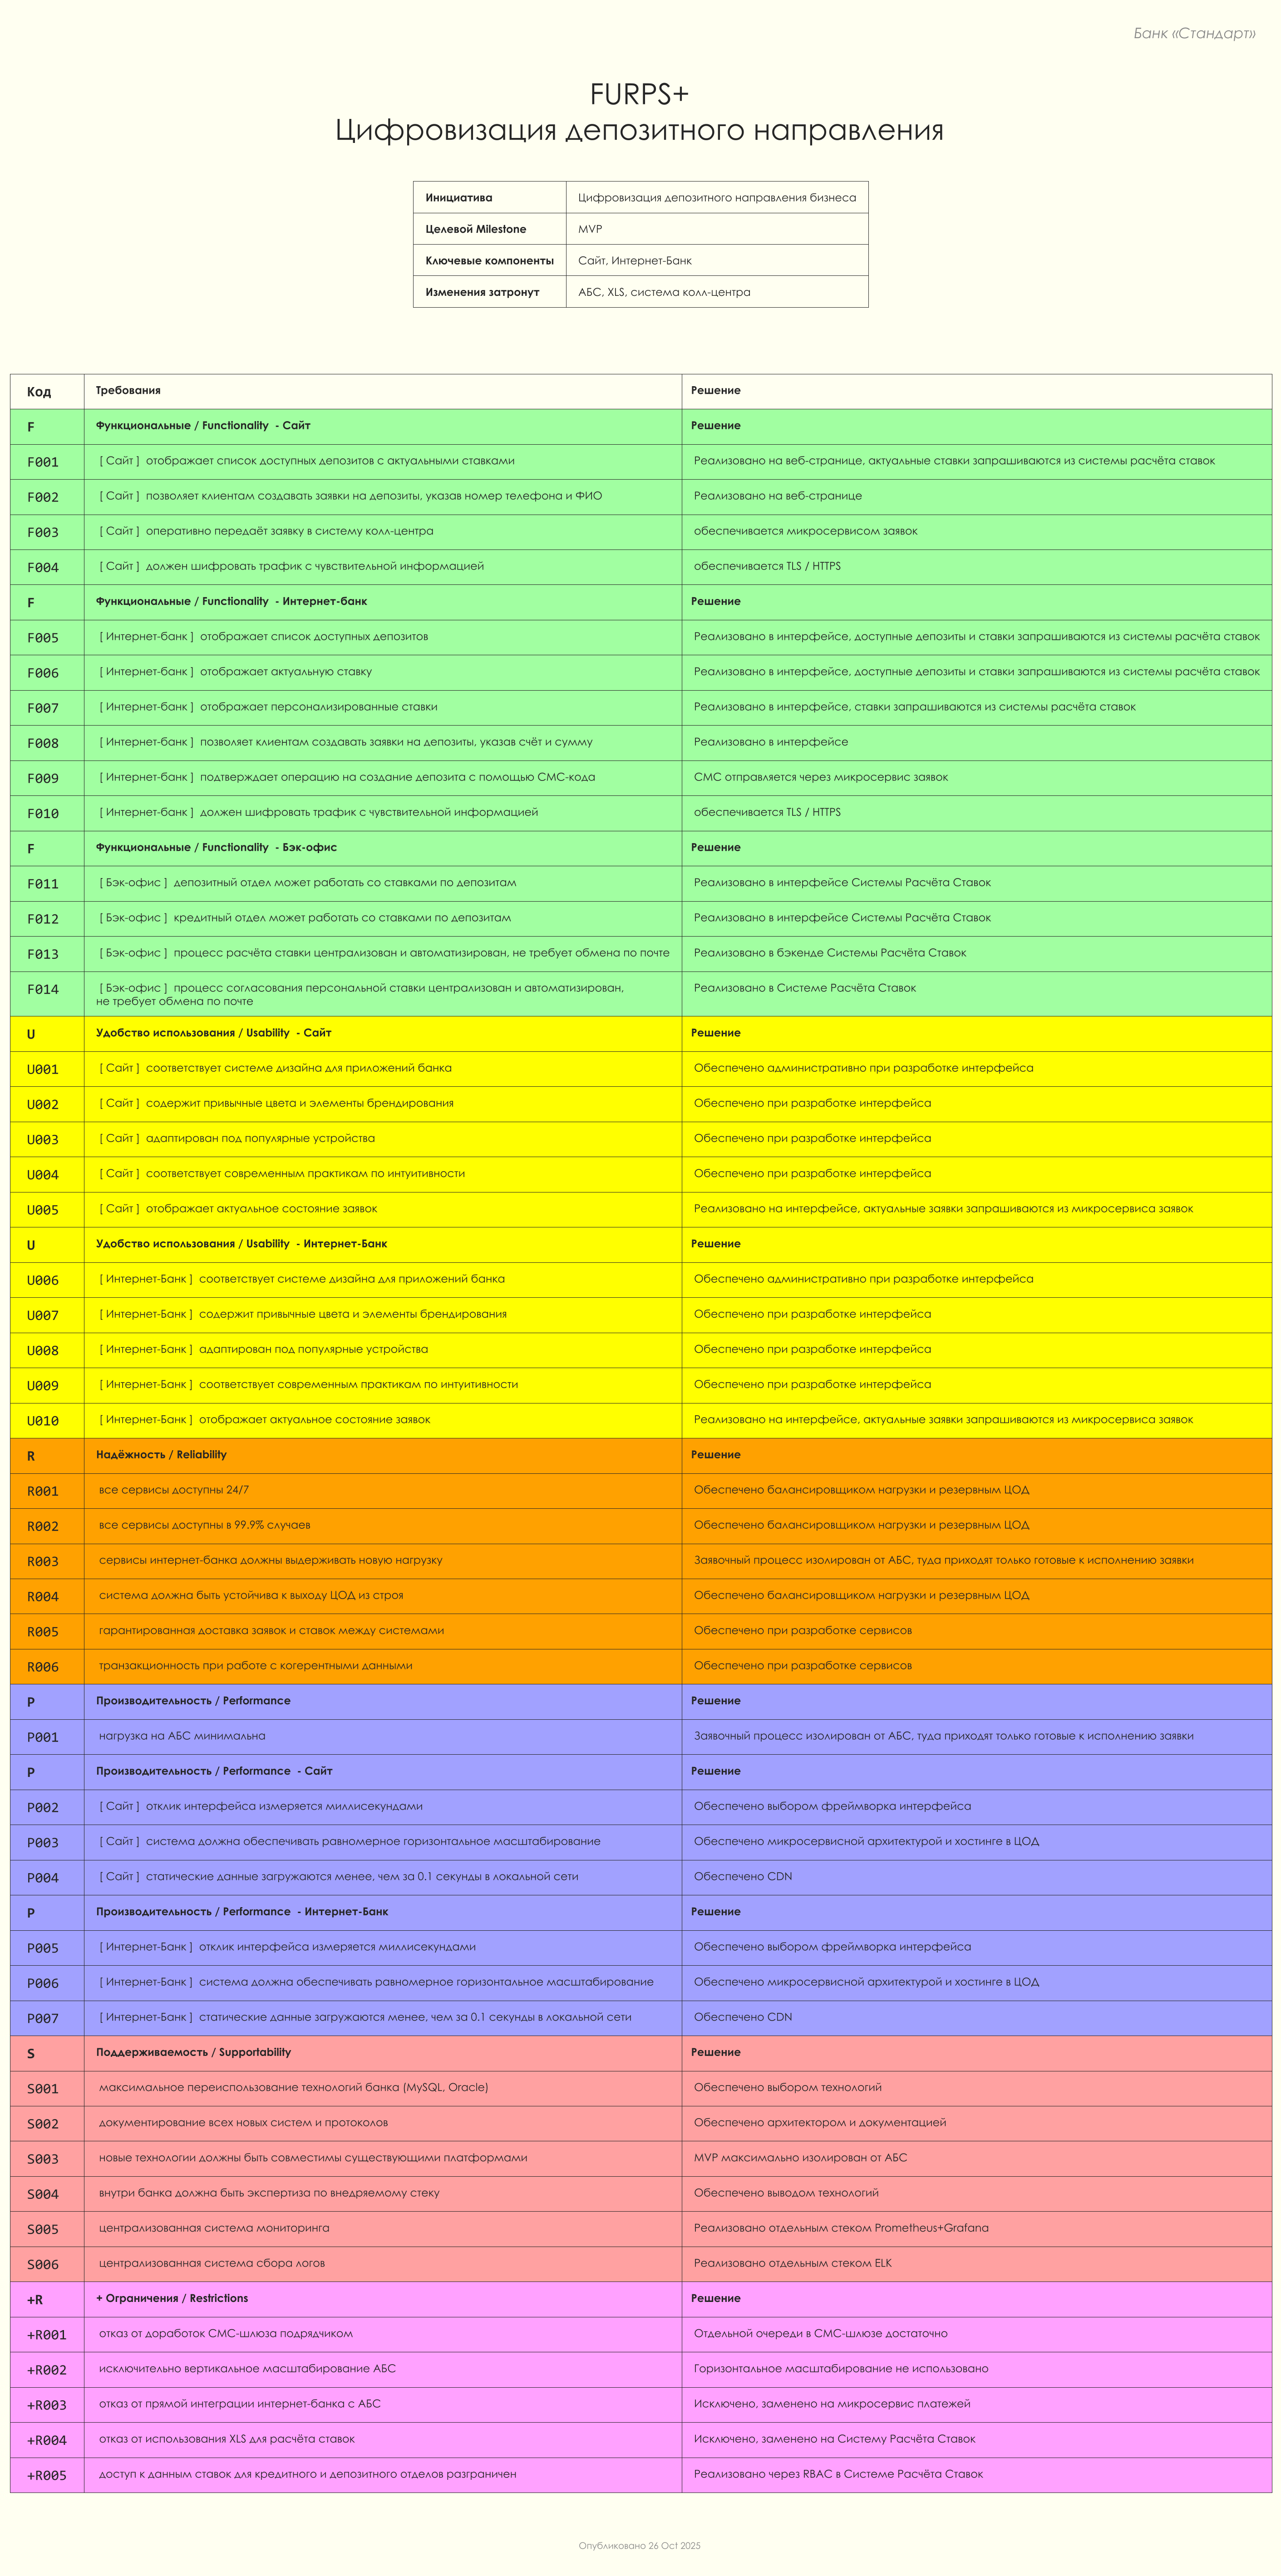 Банк «Стандарт»
FURPS+
Цифровизация депозитного направления
Инициатива Цифровизация депозитного направления бизнеса
Целевой Milestone MVP
Ключевые компоненты Сайт, Интернет-Банк
Изменения затронут АБС, XLS, система колл-центра
Код Требования Решение
F Функциональные / Functionality - Сайт Решение
F001 [ Сайт ] отображает список доступных депозитов с актуальными ставками Реализовано на веб-странице, актуальные ставки запрашиваются из системы расчёта ставок
F002 [ Сайт ] позволяет клиентам создавать заявки на депозиты, указав номер телефона и ФИО Реализовано на веб-странице
F003 [ Сайт ] оперативно передаёт заявку в систему колл-центра обеспечивается микросервисом заявок
F004 [ Сайт ] должен шифровать трафик с чувствительной информацией обеспечивается TLS / HTTPS
F Функциональные / Functionality - Интернет-банк Решение
F005 [ Интернет-банк ] отображает список доступных депозитов Реализовано в интерфейсе, доступные депозиты и ставки запрашиваются из системы расчёта ставок
F006 [ Интернет-банк ] отображает актуальную ставку Реализовано в интерфейсе, доступные депозиты и ставки запрашиваются из системы расчёта ставок
F007 [ Интернет-банк ] отображает персонализированные ставки Реализовано в интерфейсе, ставки запрашиваются из системы расчёта ставок
F008 [ Интернет-банк ] позволяет клиентам создавать заявки на депозиты, указав счёт и сумму Реализовано в интерфейсе
F009 [ Интернет-банк ] подтверждает операцию на создание депозита с помощью СМС-кода СМС отправляется через микросервис заявок
F010 [ Интернет-банк ] должен шифровать трафик с чувствительной информацией обеспечивается TLS / HTTPS
F Функциональные / Functionality - Бэк-офис Решение
F011 [ Бэк-офис ] депозитный отдел может работать со ставками по депозитам Реализовано в интерфейсе Системы Расчёта Ставок
F012 [ Бэк-офис ] кредитный отдел может работать со ставками по депозитам Реализовано в интерфейсе Системы Расчёта Ставок
F013 [ Бэк-офис ] процесс расчёта ставки централизован и автоматизирован, не требует обмена по почте Реализовано в бэкенде Системы Расчёта Ставок
F014 [ Бэк-офис ] процесс согласования персональной ставки централизован и автоматизирован, Реализовано в Системе Расчёта Ставок
не требует обмена по почте
U Удобство использования / Usability - Сайт Решение
U001 [ Сайт ] соответствует системе дизайна для приложений банка Обеспечено административно при разработке интерфейса
U002 [ Сайт ] содержит привычные цвета и элементы брендирования Обеспечено при разработке интерфейса
U003 [ Сайт ] адаптирован под популярные устройства Обеспечено при разработке интерфейса
U004 [ Сайт ] соответствует современным практикам по интуитивности Обеспечено при разработке интерфейса
U005 [ Сайт ] отображает актуальное состояние заявок Реализовано на интерфейсе, актуальные заявки запрашиваются из микросервиса заявок
U Удобство использования / Usability - Интернет-Банк Решение
U006 [ Интернет-Банк ] соответствует системе дизайна для приложений банка Обеспечено административно при разработке интерфейса
U007 [ Интернет-Банк ] содержит привычные цвета и элементы брендирования Обеспечено при разработке интерфейса
U008 [ Интернет-Банк ] адаптирован под популярные устройства Обеспечено при разработке интерфейса
U009 [ Интернет-Банк ] соответствует современным практикам по интуитивности Обеспечено при разработке интерфейса
U010 [ Интернет-Банк ] отображает актуальное состояние заявок Реализовано на интерфейсе, актуальные заявки запрашиваются из микросервиса заявок
R Надёжность / Reliability Решение
R001 все сервисы доступны 24/7 Обеспечено балансировщиком нагрузки и резервным ЦОД
R002 все сервисы доступны в 99.9% случаев Обеспечено балансировщиком нагрузки и резервным ЦОД
R003 сервисы интернет-банка должны выдерживать новую нагрузку Заявочный процесс изолирован от АБС, туда приходят только готовые к исполнению заявки
R004 система должна быть устойчива к выходу ЦОД из строя Обеспечено балансировщиком нагрузки и резервным ЦОД
R005 гарантированная доставка заявок и ставок между системами Обеспечено при разработке сервисов
R006 транзакционность при работе с когерентными данными Обеспечено при разработке сервисов
P Производительность / Performance Решение
P001 нагрузка на АБС минимальна Заявочный процесс изолирован от АБС, туда приходят только готовые к исполнению заявки
P Производительность / Performance - Сайт Решение
P002 [ Сайт ] отклик интерфейса измеряется миллисекундами Обеспечено выбором фреймворка интерфейса
P003 [ Сайт ] система должна обеспечивать равномерное горизонтальное масштабирование Обеспечено микросервисной архитектурой и хостинге в ЦОД
P004 [ Сайт ] статические данные загружаются менее, чем за 0.1 секунды в локальной сети Обеспечено CDN
P Производительность / Performance - Интернет-Банк Решение
P005 [ Интернет-Банк ] отклик интерфейса измеряется миллисекундами Обеспечено выбором фреймворка интерфейса
P006 [ Интернет-Банк ] система должна обеспечивать равномерное горизонтальное масштабирование Обеспечено микросервисной архитектурой и хостинге в ЦОД
P007 [ Интернет-Банк ] статические данные загружаются менее, чем за 0.1 секунды в локальной сети Обеспечено CDN
S Поддерживаемость / Supportability Решение
S001 максимальное переиспользование технологий банка (MySQL, Oracle) Обеспечено выбором технологий
S002 документирование всех новых систем и протоколов Обеспечено архитектором и документацией
S003 новые технологии должны быть совместимы существующими платформами MVP максимально изолирован от АБС
S004 внутри банка должна быть экспертиза по внедряемому стеку Обеспечено выводом технологий
S005 централизованная система мониторинга Реализовано отдельным стеком Prometheus+Grafana
S006 централизованная система сбора логов Реализовано отдельным стеком ELK
+R + Ограничения / Restrictions Решение
+R001 отказ от доработок СМС-шлюза подрядчиком Отдельной очереди в СМС-шлюзе достаточно
+R002 исключительно вертикальное масштабирование АБС Горизонтальное масштабирование не использовано
+R003 отказ от прямой интеграции интернет-банка с АБС Исключено, заменено на микросервис платежей
+R004 отказ от использования XLS для расчёта ставок Исключено, заменено на Систему Расчёта Ставок
+R005 доступ к данным ставок для кредитного и депозитного отделов разграничен Реализовано через RBAC в Системе Расчёта Ставок
Опубликовано 26 Oct 2025